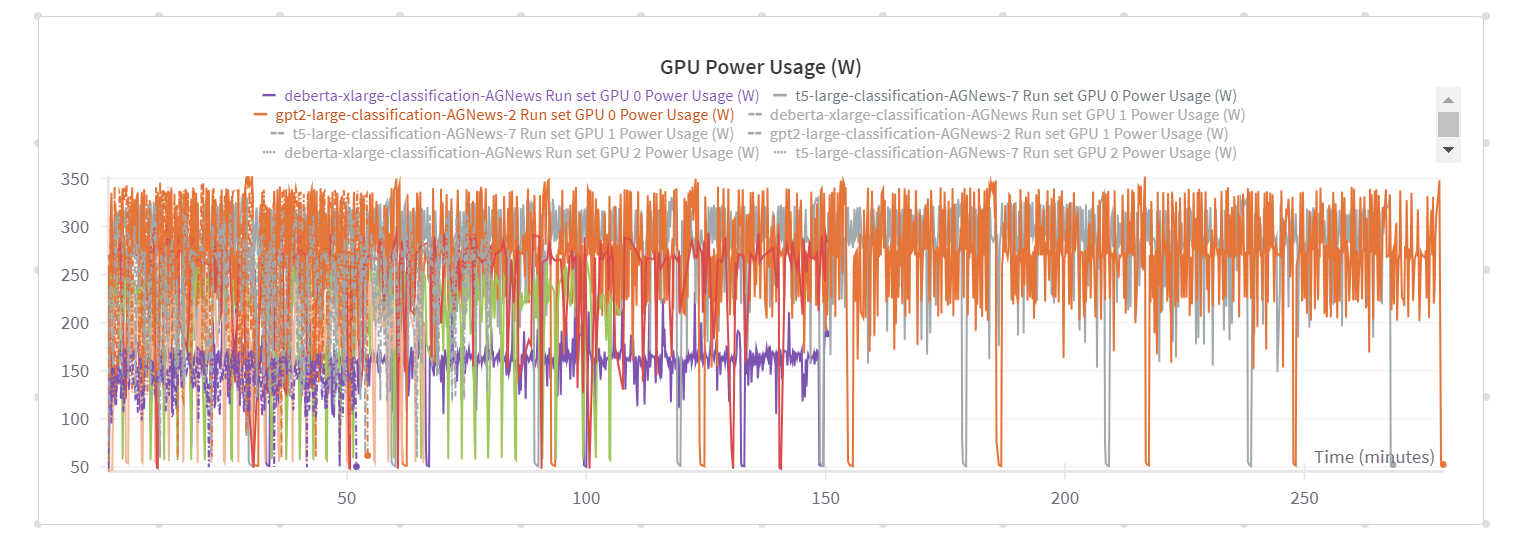 GPU Power Usage (W)
deberta-xlarge-classification-AGNews Run set GPU 0 Power Usage (W) t5-large-classification-AGNews-7 Run set GPU 0 Power Usage (W)
gpt2-large-classification-AGNews-2 Run set GPU 0 Power Usage (W) deberta-xlarge-classification-AGNews Run set GPU 1 Power Usage (W)
t5-large-classification-AGNews-7 Run set GPU 1 Power Usage (W) gpt2-large-classification-AGNews-2 Run set GPU 1 Power Usage (W)
deberta-xlarge-classification-AGNews Run set GPU 2 Power Usage (W) t5-large-classification-AGNews-7 Run set GPU 2 Power Usage (W)
350
300
250
200
150
100
50
Time (minutes)
50 100 150 200 250